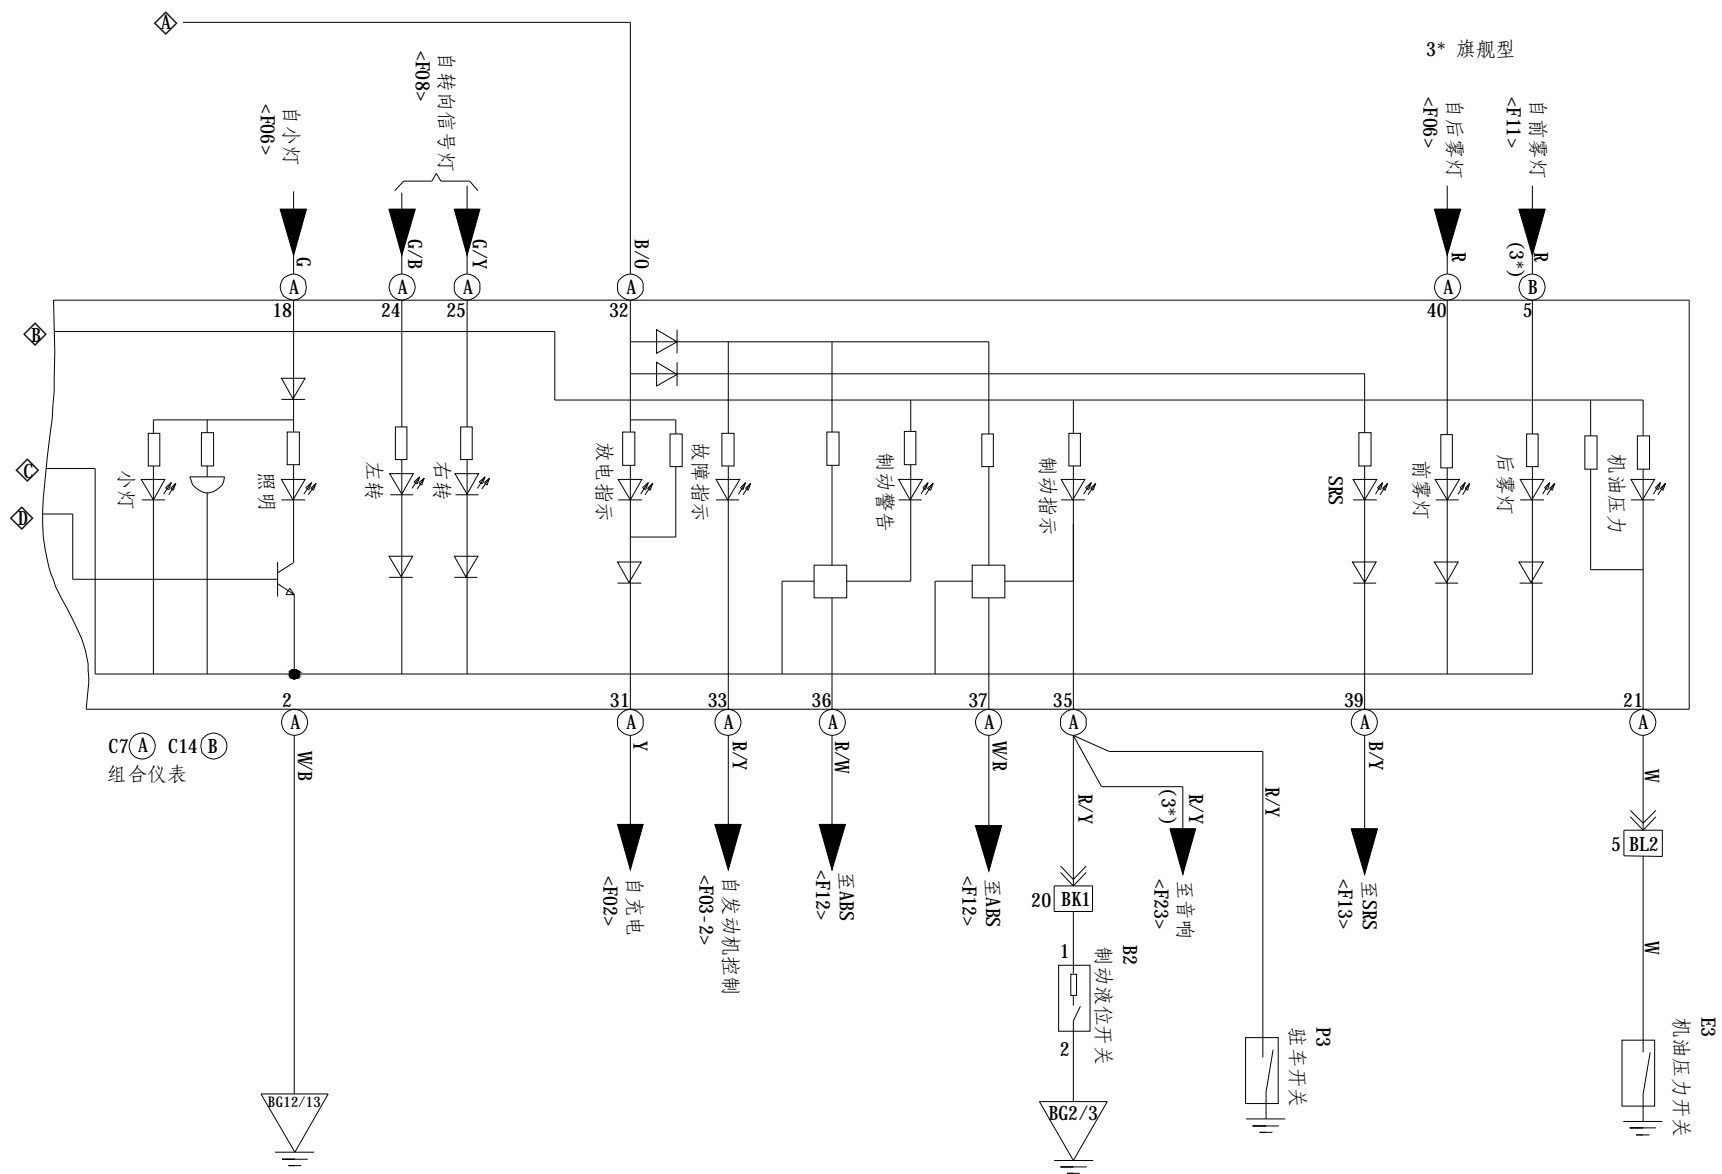 A
3* 旗舰型
自小灯
<F06>
自转向信号灯
<F08>
自后雾灯
<F06>
自前雾灯
<F11>
G
G/B
G/Y
B/O
R
R
(3*)
A
A
A
A
A
B
18
24
25
32
40
5
B
C
D
小灯
照明
左转
右转
放电指示
故障指示
制动警告
制动指示
SRS
前雾灯
后雾灯
机油压力
2
31
33
36
37
35
39
21
A
A
A
A
A
A
A
A
C7 A C14 B
组合仪表
W/B
Y
R/Y
R/W
W/R
R/Y
R/Y
(3*)
R/Y
B/Y
W
自充电
<F02>
自发动机控制
<F03-2>
至ABS
<F12>
至ABS
<F12>
至音响
<F23>
至SRS
<F13>
5 BL2
20 BK1
W
1
B2
制动液位开关
2
P3
驻车开关
E3
机油压力开关
BG12/13
BG2/3